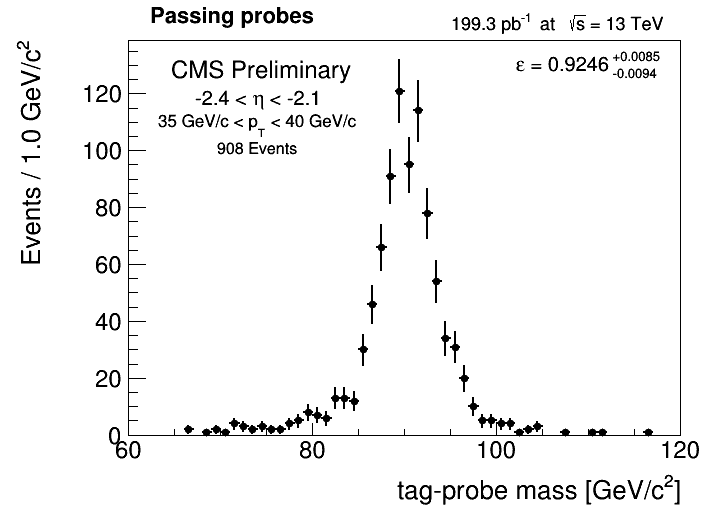 Passing probes
199.3 pb⁻¹ at √s = 13 TeV
CMS Preliminary
-2.4 < η < -2.1
35 GeV/c < p_T < 40 GeV/c
908 Events
ε = 0.9246 +0.0085 -0.0094
Events / 1.0 GeV/c²
120
100
80
60
40
20
0
60 80 100 120
tag-probe mass [GeV/c²]